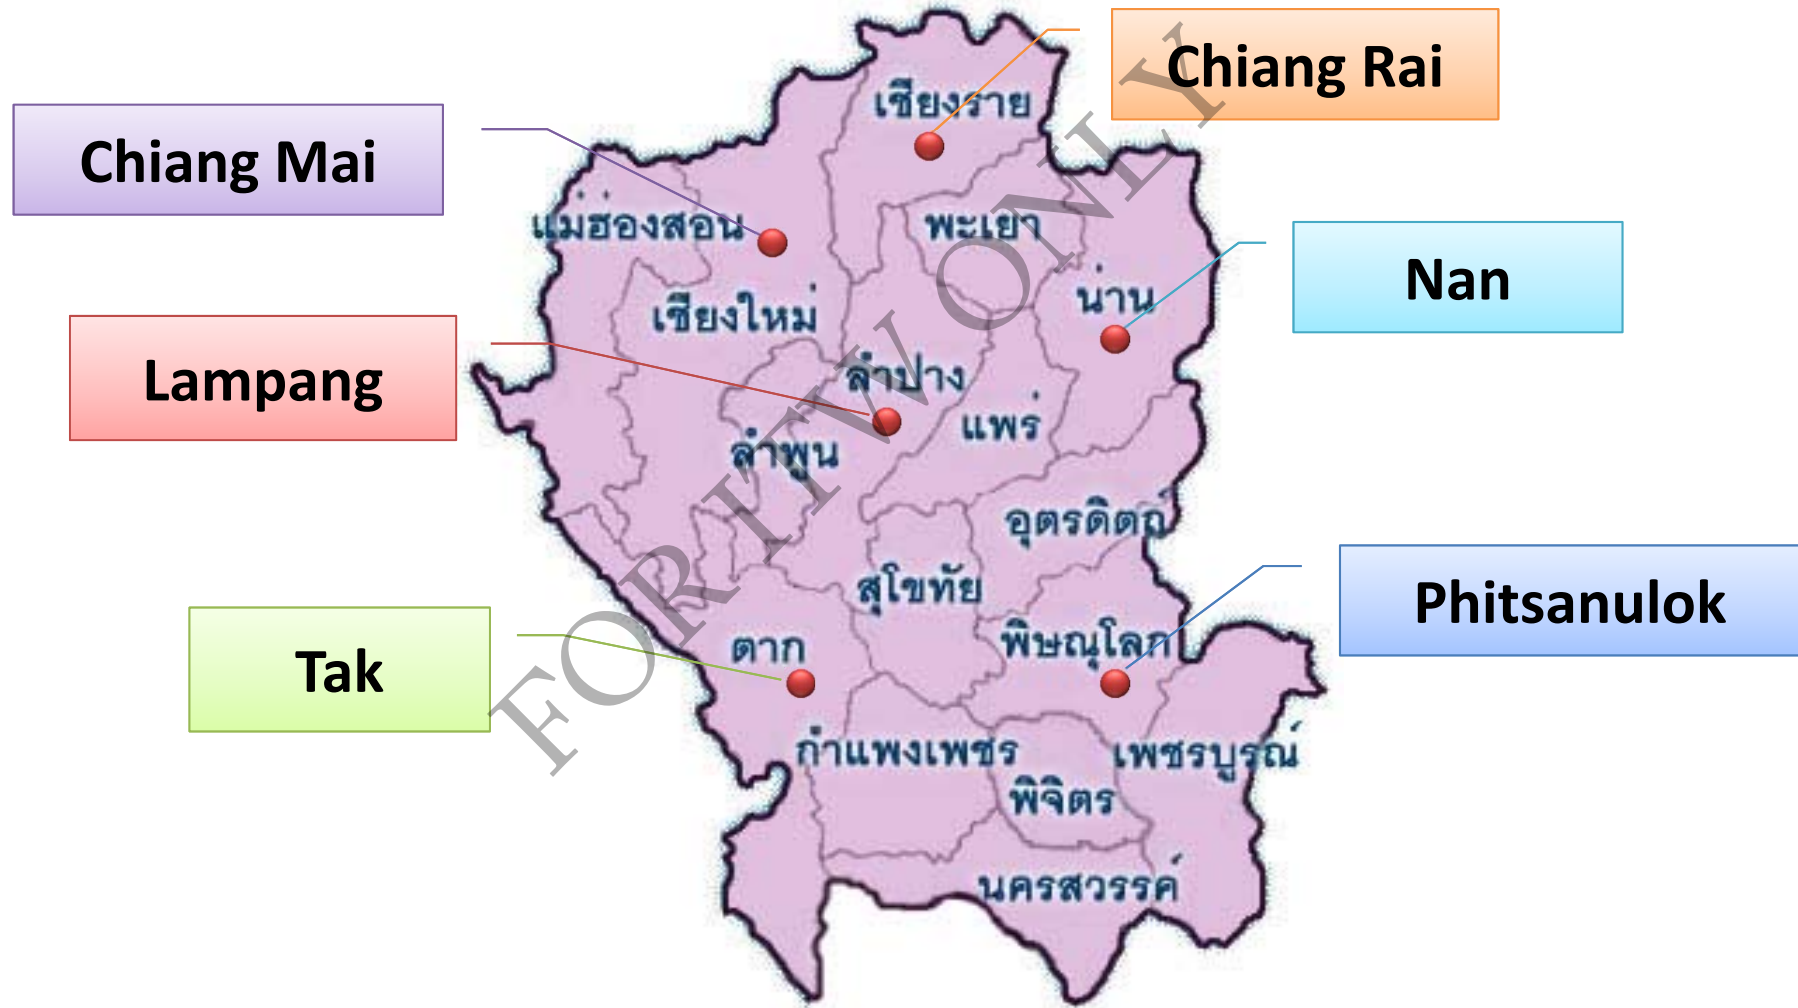 Chiang Rai
เชียงราย
Chiang Mai
แม่ฮ่องสอน
พะเยา
Nan
น่าน
เชียงใหม่
Lampang
ลำปาง
แพร่
ลำพูน
อุตรดิตถ์
สุโขทัย
Phitsanulok
พิษณุโลก
Tak
ตาก
กำแพงเพชร
เพชรบูรณ์
พิจิตร
นครสวรรค์
FOR ITW ONLY